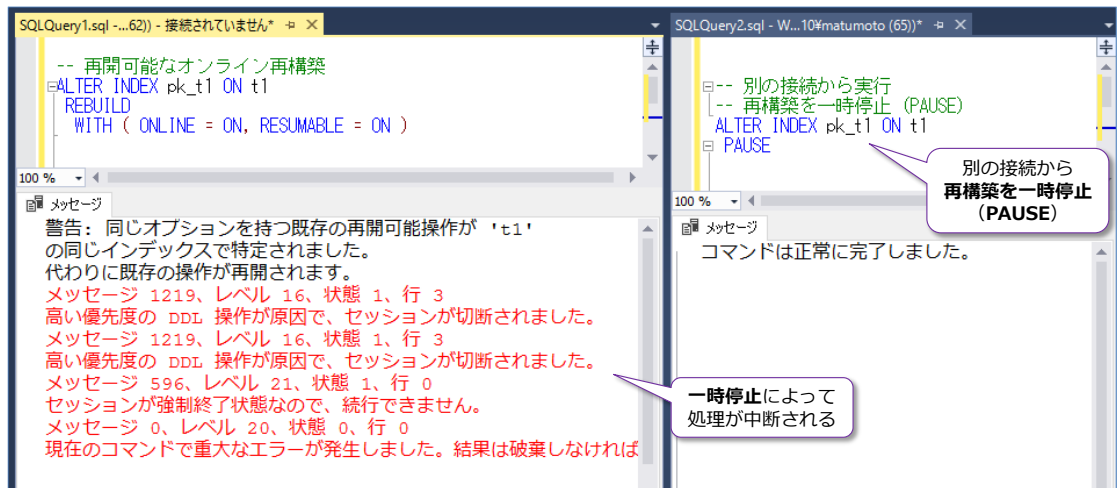 SQLQuery1.sql -...62)) - 接続されていません*
-- 再開可能なオンライン再構築
ALTER INDEX pk_t1 ON t1
REBUILD
WITH ( ONLINE = ON, RESUMABLE = ON )
100 %
メッセージ
警告: 同じオプションを持つ既存の再開可能操作が 't1'
の同じインデックスで特定されました。
代わりに既存の操作が再開されます。
メッセージ 1219、レベル 16、状態 1、行 3
高い優先度の DDL 操作が原因で、セッションが切断されました。
メッセージ 1219、レベル 16、状態 1、行 3
高い優先度の DDL 操作が原因で、セッションが切断されました。
メッセージ 596、レベル 21、状態 1、行 0
セッションが強制終了状態なので、続行できません。
メッセージ 0、レベル 20、状態 0、行 0
現在のコマンドで重大なエラーが発生しました。結果は破棄しなければ
SQLQuery2.sql - W...10¥matumoto (65))*
-- 別の接続から実行
-- 再構築を一時停止 (PAUSE)
ALTER INDEX pk_t1 ON t1
PAUSE
別の接続から
再構築を一時停止
（PAUSE）
100 %
メッセージ
コマンドは正常に完了しました。
一時停止によって
処理が中断される